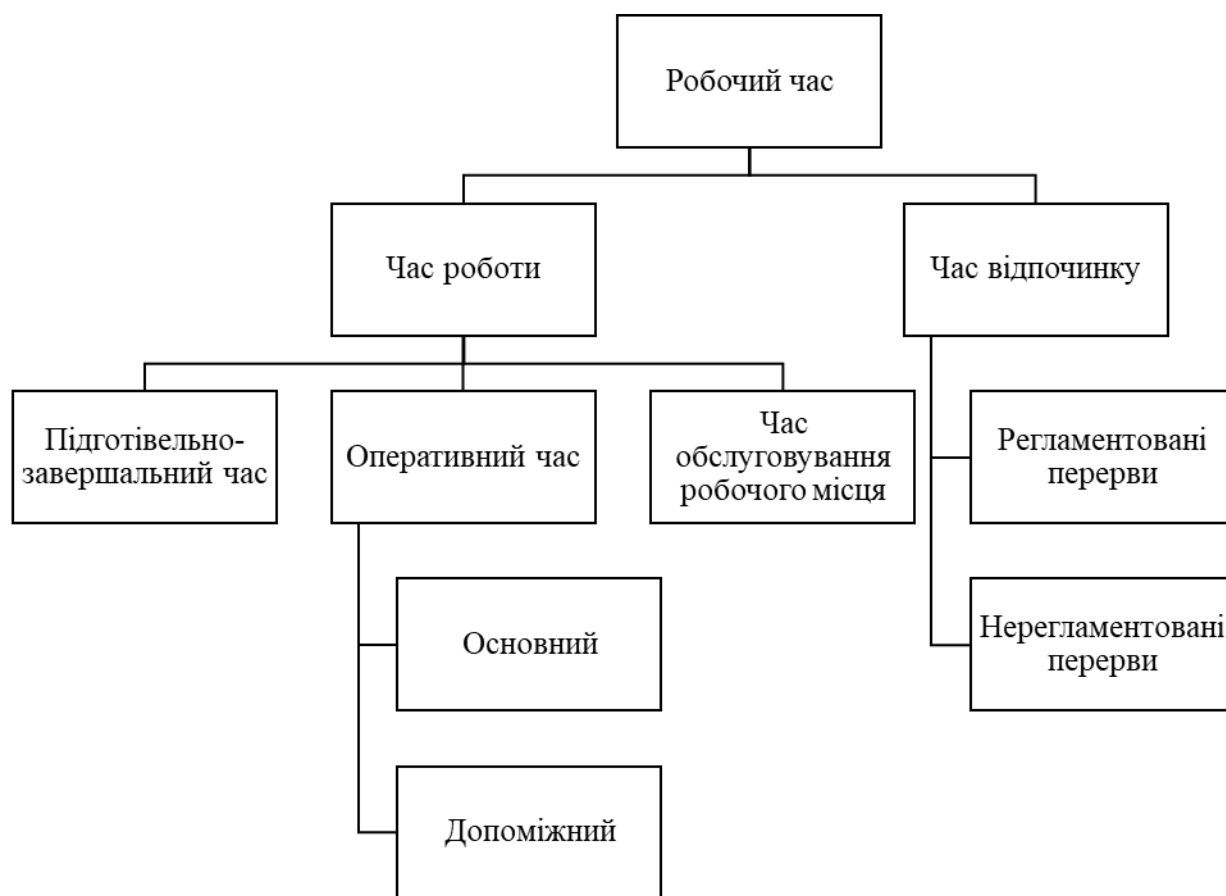 Робочий час
Час роботи
Час відпочинку
Підготівельно-
завершальний час
Оперативний час
Час
обслуговування
робочого місця
Регламентовані
перерви
Основний
Нерегламентовані
перерви
Допоміжний